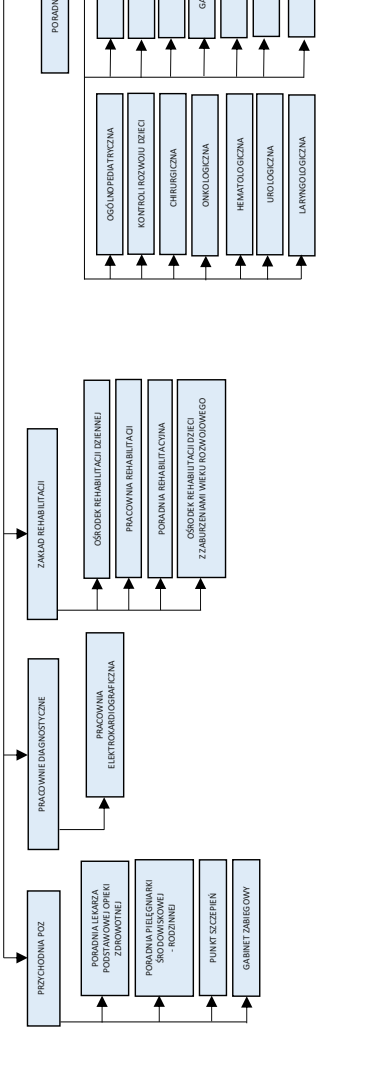 PRZYCHODNIA POZ
PORADNIA LEKARZA
PODSTAWOWEJ OPIEKI
ZDROWOTNEJ
PORADNIA PIELĘGNIARKI
ŚRODOWISKOWEJ
- RODZINNEJ
PUNKT SZCZEPIEŃ
GABINET ZABIEGOWY
PRACOWNIE DIAGNOSTYCZNE
PRACOWNIA
ELEKTROKARDIOGRAFICZNA
ZAKŁAD REHABILITACJI
OŚRODEK REHABILITACJI DZIENNEJ
PRACOWNIA REHABILITACJI
PORADNIA REHABILITACYJNA
OŚRODEK REHABILITACJI DZIECI
Z ZABURZENIAMI WIEKU ROZWOJOWEGO
PORADN
OGÓLNOPEDIATRYCZNA
KONTROLI ROZWOJU DZIECI
CHIRURGICZNA
ONKOLOGICZNA
HEMATOLOGICZNA
UROLOGICZNA
LARYNGOLOGICZNA
GA